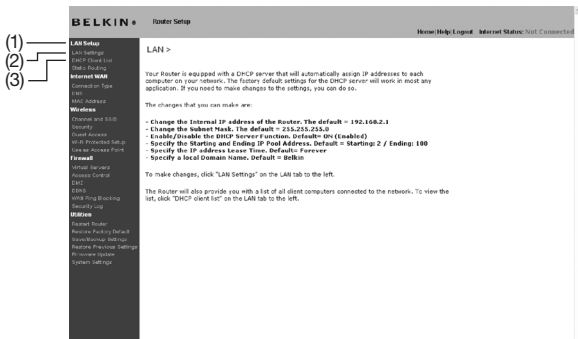 BELKIN® Router Setup
Home|Help|Logout Internet Status: Not Connected
(1)
(2)
(3)
LAN Setup
LAN Settings
DHCP Client List
Static Routing
Internet WAN
Connection Type
DNS
MAC Address
Wireless
Channel and SSID
Security
Guest Access
Wi-Fi Protected Setup
Use as Access Point
Firewall
Virtual Servers
Access Control
DMZ
DDNS
WAN Ping Blocking
Security Log
Utilities
Restart Router
Restore Factory Default
Save/Backup Settings
Restore Previous Settings
Firmware Update
System Settings
LAN >
Your Router is equipped with a DHCP server that will automatically assign IP addresses to each
computer on your network. The factory default settings for the DHCP server will work in most any
application. If you need to make changes to the settings, you can do so.
The changes that you can make are:
- Change the Internal IP address of the Router. The default = 192.168.2.1
- Change the Subnet Mask. The default = 255.255.255.0
- Enable/Disable the DHCP Server Function. Default= ON (Enabled)
- Specify the Starting and Ending IP Pool Address. Default = Starting: 2 / Ending: 100
- Specify the IP address Lease Time. Default= Forever
- Specify a local Domain Name. Default = Belkin
To make changes, click "LAN Settings" on the LAN tab to the left.
The Router will also provide you with a list of all client computers connected to the network. To view the
list, click "DHCP client list" on the LAN tab to the left.